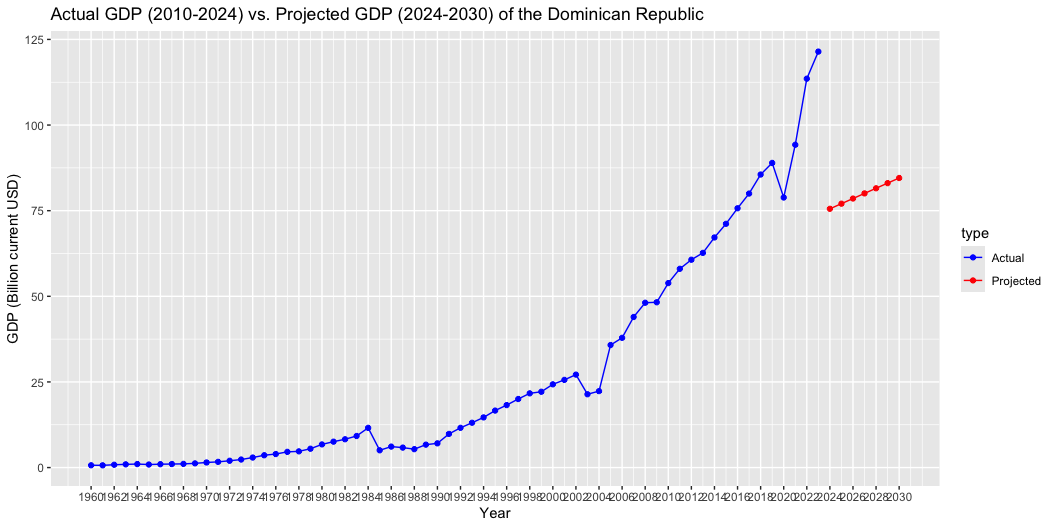 Actual GDP (2010-2024) vs. Projected GDP (2024-2030) of the Dominican Republic
125
100
75
50
25
0
GDP (Billion current USD)
1960 1962 1964 1966 1968 1970 1972 1974 1976 1978 1980 1982 1984 1986 1988 1990 1992 1994 1996 1998 2000 2002 2004 2006 2008 2010 2012 2014 2016 2018 2020 2022 2024 2026 2028 2030
Year
type
Actual
Projected